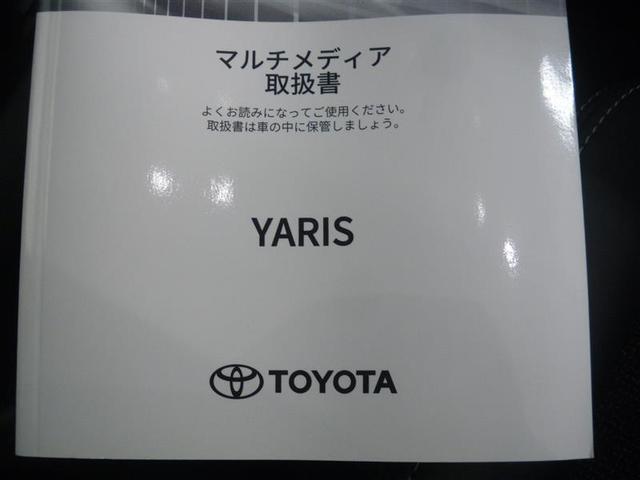 マルチメディア
取扱書
よくお読みになってご使用ください。
取扱書は車の中に保管しましょう。
YARIS
TOYOTA